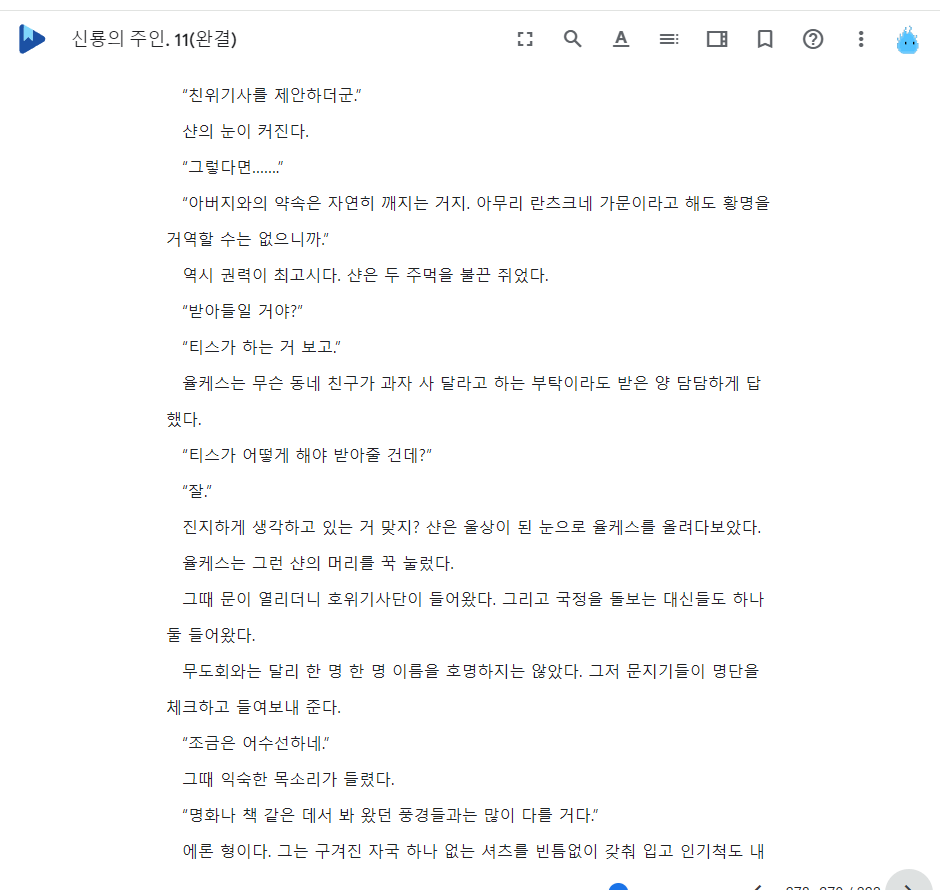 신룡의 주인. 11(완결)
“친위기사를 제안하더군.”
샨의 눈이 커진다.
“그렇다면…….”
“아버지와의 약속은 자연히 깨지는 거지. 아무리 란츠크네 가문이라고 해도 황명을
거역할 수는 없으니까.”
역시 권력이 최고시다. 샨은 두 주먹을 불끈 쥐었다.
“받아들일 거야?”
“티스가 하는 거 보고.”
율케스는 무슨 동네 친구가 과자 사 달라고 하는 부탁이라도 받은 양 담담하게 답
했다.
“티스가 어떻게 해야 받아줄 건데?”
“잘.”
진지하게 생각하고 있는 거 맞지? 샨은 울상이 된 눈으로 율케스를 올려다보았다.
율케스는 그런 샨의 머리를 꾹 눌렀다.
그때 문이 열리더니 호위기사단이 들어왔다. 그리고 국정을 돌보는 대신들도 하나
둘 들어왔다.
무도회와는 달리 한 명 한 명 이름을 호명하지는 않았다. 그저 문지기들이 명단을
체크하고 들여보내 준다.
“조금은 어수선하네.”
그때 익숙한 목소리가 들렸다.
“명화나 책 같은 데서 봐 왔던 풍경들과는 많이 다를 거다.”
에론 형이다. 그는 구겨진 자국 하나 없는 셔츠를 빈틈없이 갖춰 입고 인기척도 내